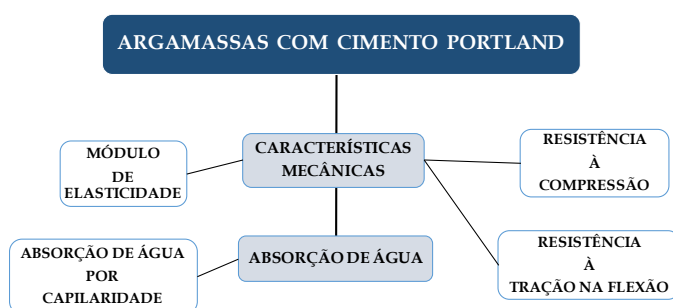 ARGAMASSAS COM CIMENTO PORTLAND
MÓDULO
DE
ELASTICIDADE
CARACTERÍSTICAS
MECÂNICAS
RESISTÊNCIA
À
COMPRESSÃO
ABSORÇÃO DE ÁGUA
POR
CAPILARIDADE
ABSORÇÃO DE ÁGUA
RESISTÊNCIA
À
TRAÇÃO NA FLEXÃO